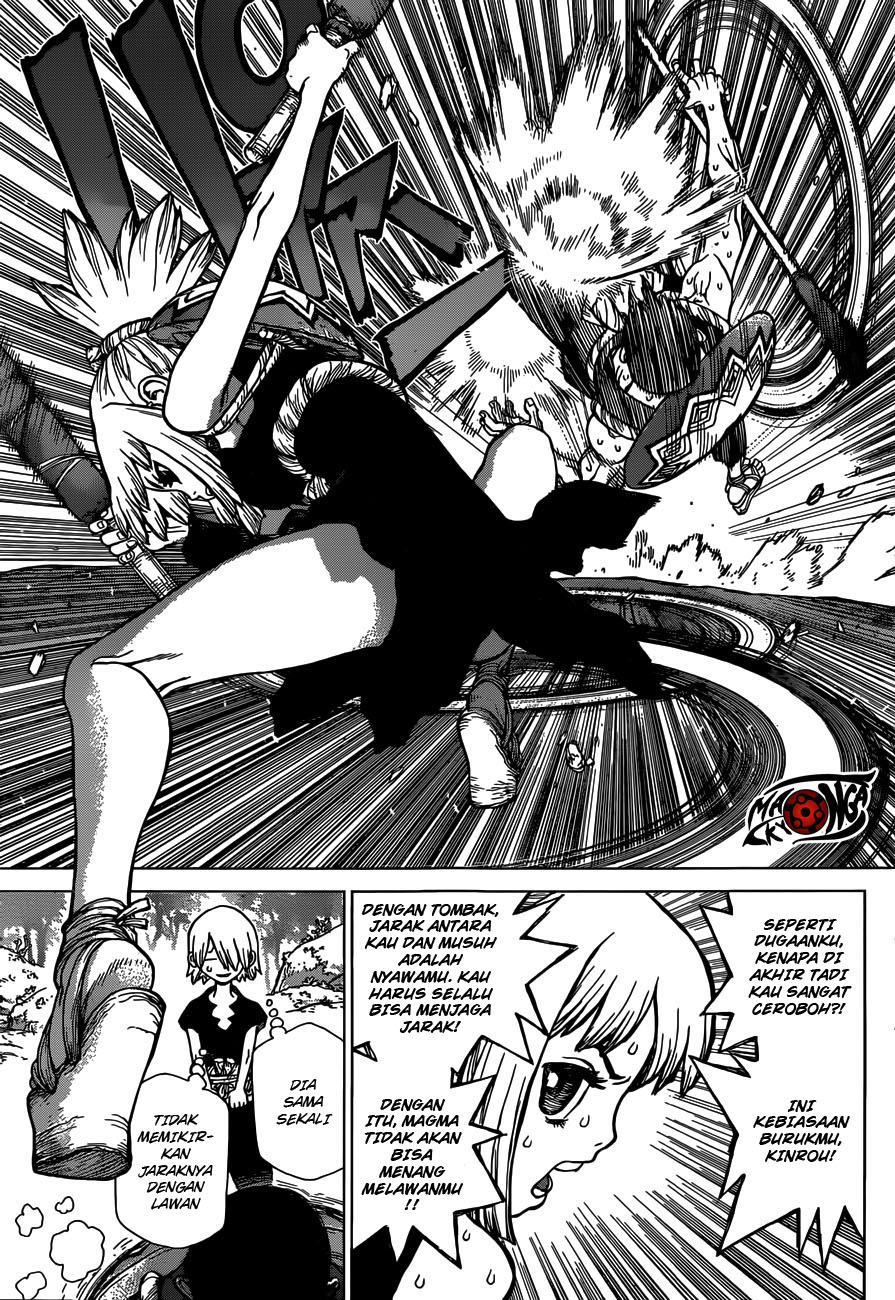 MANGA
KYO
SEPERTI
DUGAANKU,
KENAPA DI
AKHIR TADI
KAU SANGAT
CEROBOH?!
INI
KEBIASAAN
BURUKMU,
KINROU!
DENGAN TOMBAK,
JARAK ANTARA
KAU DAN MUSUH
ADALAH
NYAWAMU. KAU
HARUS SELALU
BISA MENJAGA
JARAK!
DENGAN
ITU, MAGMA
TIDAK AKAN
BISA
MENANG
MELAWANMU
!!
DIA
SAMA
SEKALI
TIDAK
MEMIKIR-
KAN
JARAKNYA
DENGAN
LAWAN